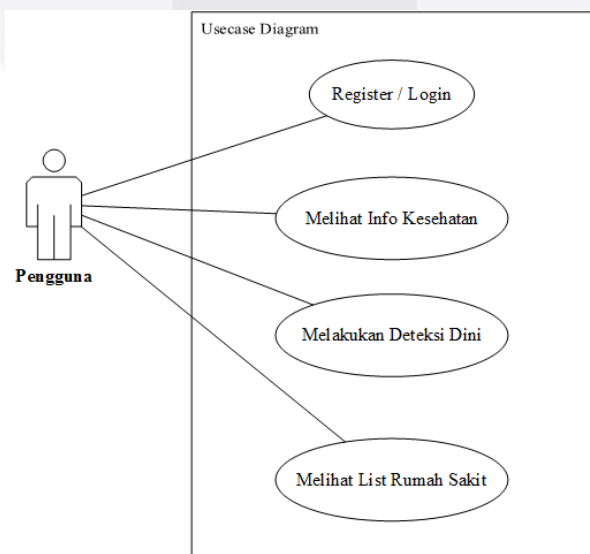 Usecase Diagram
Register / Login
Melihat Info Kesehatan
Pengguna
Melakukan Deteksi Dini
Melihat List Rumah Sakit